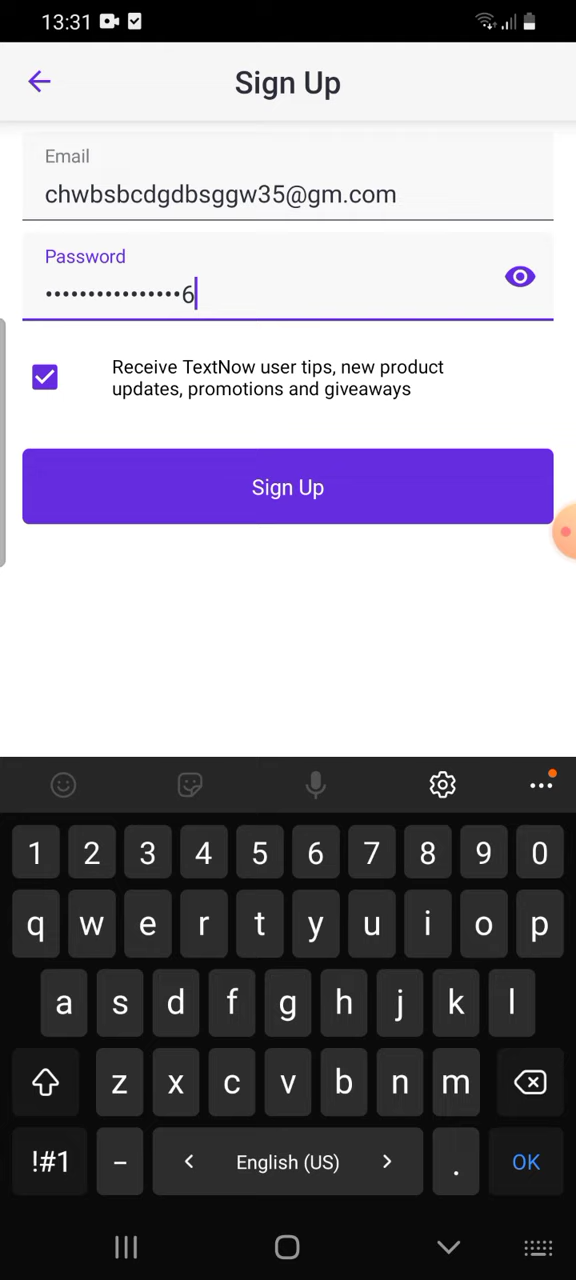 13:31
Sign Up
Email
chwbsbcdgdbsggw35@gm.com
Password
••••••••••••••••6
Receive TextNow user tips, new product
updates, promotions and giveaways
Sign Up
1 2 3 4 5 6 7 8 9 0
q w e r t y u i o p
a s d f g h j k l
z x c v b n m
!#1 – < English (US) > . OK